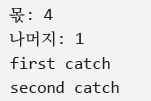 몫: 4
나머지: 1
first catch
second catch